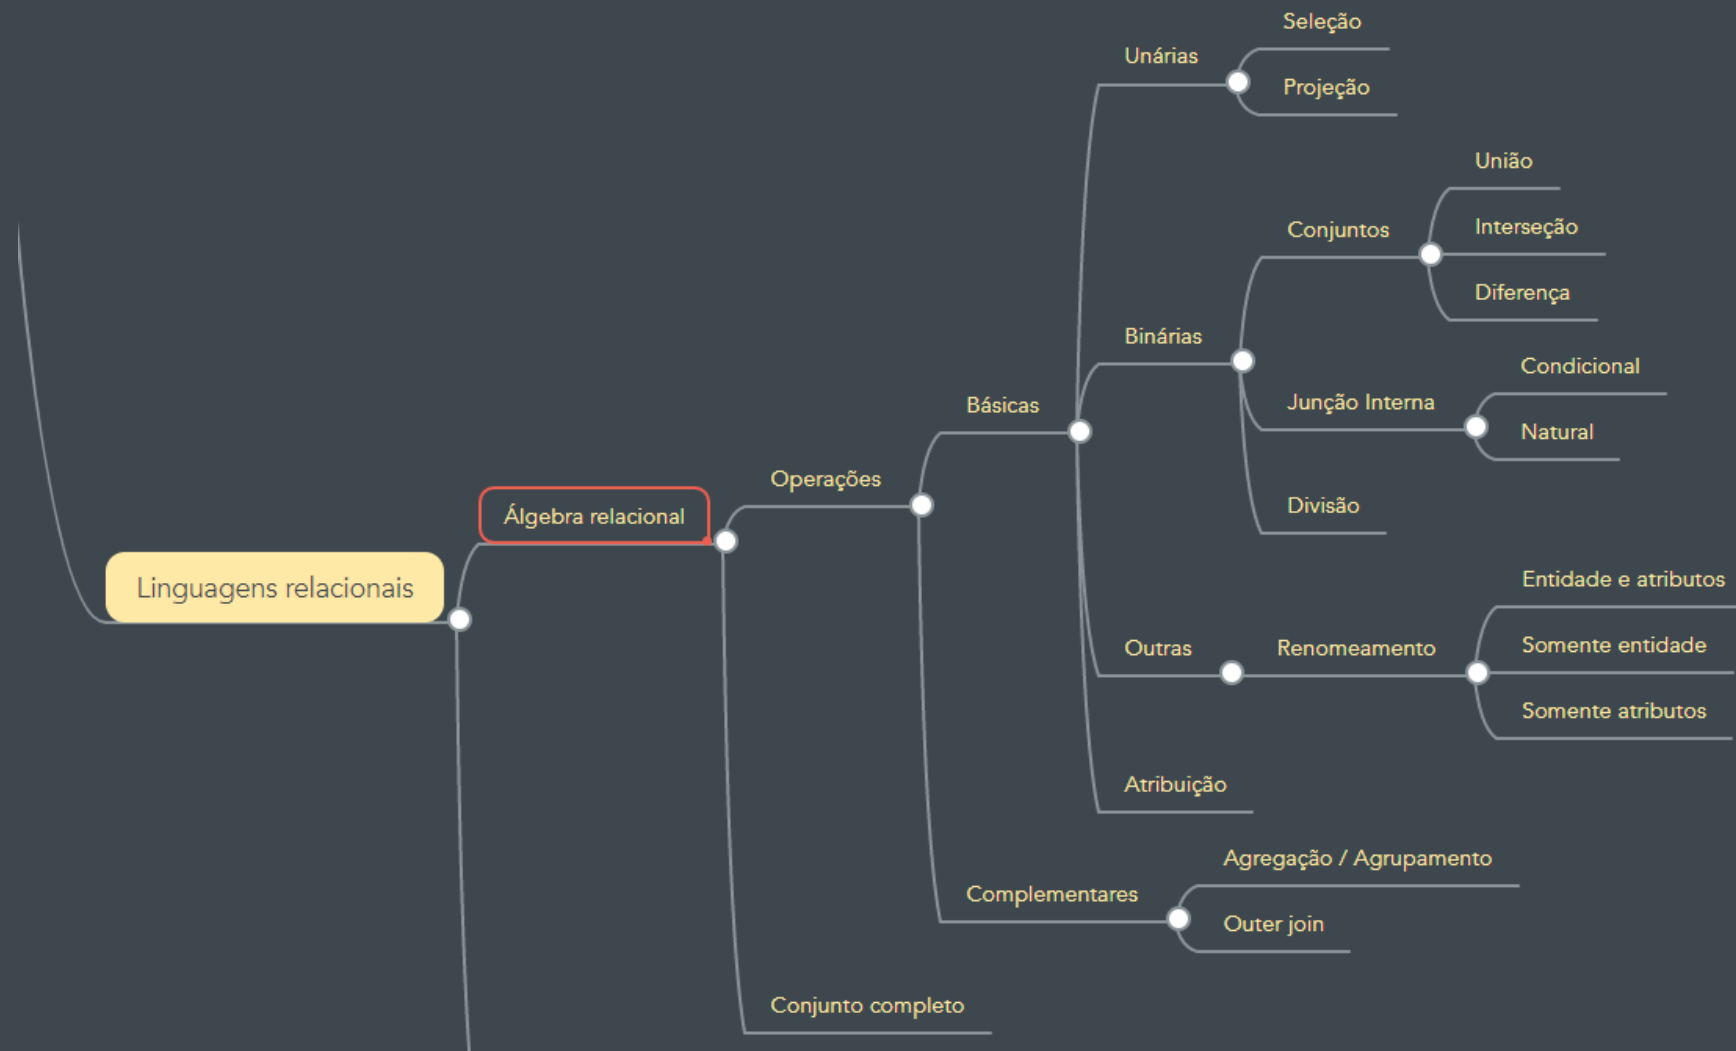 Seleção
Unárias
Projeção
União
Conjuntos
Interseção
Diferença
Binárias
Condicional
Junção Interna
Natural
Básicas
Divisão
Operações
Álgebra relacional
Linguagens relacionais
Entidade e atributos
Outras
Renomeamento
Somente entidade
Somente atributos
Atribuição
Agregação / Agrupamento
Complementares
Outer join
Conjunto completo